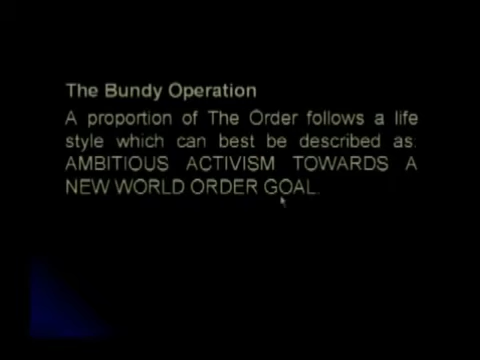 The Bundy Operation
A proportion of The Order follows a life
style which can best be described as:
AMBITIOUS ACTIVISM TOWARDS A
NEW WORLD ORDER GOAL.